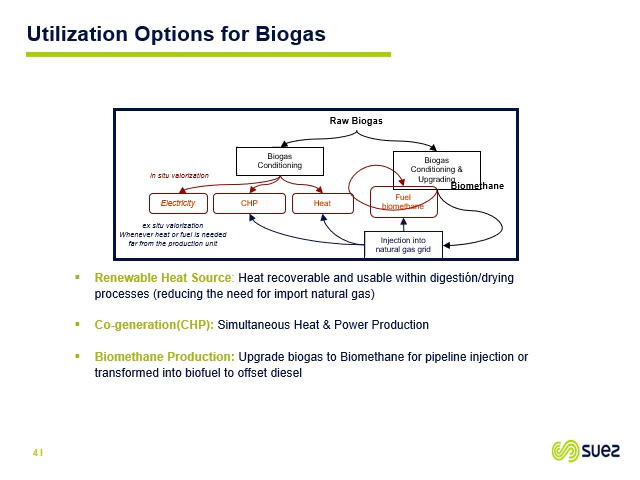 Utilization Options for Biogas
Raw Biogas
Biogas
Conditioning
Biogas
Conditioning &
Upgrading
Biomethane
in situ valorization
Electricity
CHP
Heat
Fuel
biomethane
ex situ valorization
Whenever heat or fuel is needed
far from the production unit
Injection into
natural gas grid
▪ Renewable Heat Source: Heat recoverable and usable within digestión/drying
processes (reducing the need for import natural gas)
▪ Co-generation(CHP): Simultaneous Heat & Power Production
▪ Biomethane Production: Upgrade biogas to Biomethane for pipeline injection or
transformed into biofuel to offset diesel
4 I
suez